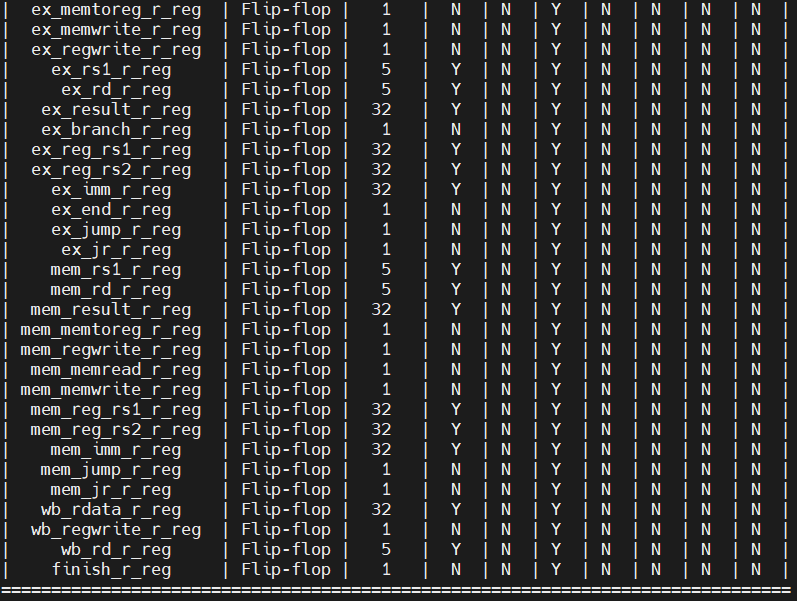 |  ex_memtoreg_r_reg  | Flip-flop |   1   |  N  | N  | Y  | N  | N  | N  | N  |
|  ex_memwrite_r_reg  | Flip-flop |   1   |  N  | N  | Y  | N  | N  | N  | N  |
|  ex_regwrite_r_reg  | Flip-flop |   1   |  N  | N  | Y  | N  | N  | N  | N  |
|    ex_rs1_r_reg     | Flip-flop |   5   |  Y  | N  | Y  | N  | N  | N  | N  |
|     ex_rd_r_reg     | Flip-flop |   5   |  Y  | N  | Y  | N  | N  | N  | N  |
|   ex_result_r_reg   | Flip-flop |  32   |  Y  | N  | Y  | N  | N  | N  | N  |
|   ex_branch_r_reg   | Flip-flop |   1   |  N  | N  | Y  | N  | N  | N  | N  |
|  ex_reg_rs1_r_reg   | Flip-flop |  32   |  Y  | N  | Y  | N  | N  | N  | N  |
|  ex_reg_rs2_r_reg   | Flip-flop |  32   |  Y  | N  | Y  | N  | N  | N  | N  |
|    ex_imm_r_reg     | Flip-flop |  32   |  Y  | N  | Y  | N  | N  | N  | N  |
|    ex_end_r_reg     | Flip-flop |   1   |  N  | N  | Y  | N  | N  | N  | N  |
|    ex_jump_r_reg    | Flip-flop |   1   |  N  | N  | Y  | N  | N  | N  | N  |
|     ex_jr_r_reg     | Flip-flop |   1   |  N  | N  | Y  | N  | N  | N  | N  |
|    mem_rs1_r_reg    | Flip-flop |   5   |  Y  | N  | Y  | N  | N  | N  | N  |
|    mem_rd_r_reg     | Flip-flop |   5   |  Y  | N  | Y  | N  | N  | N  | N  |
|  mem_result_r_reg   | Flip-flop |  32   |  Y  | N  | Y  | N  | N  | N  | N  |
| mem_memtoreg_r_reg  | Flip-flop |   1   |  N  | N  | Y  | N  | N  | N  | N  |
| mem_regwrite_r_reg  | Flip-flop |   1   |  N  | N  | Y  | N  | N  | N  | N  |
|  mem_memread_r_reg  | Flip-flop |   1   |  N  | N  | Y  | N  | N  | N  | N  |
| mem_memwrite_r_reg  | Flip-flop |   1   |  N  | N  | Y  | N  | N  | N  | N  |
|  mem_reg_rs1_r_reg  | Flip-flop |  32   |  Y  | N  | Y  | N  | N  | N  | N  |
|  mem_reg_rs2_r_reg  | Flip-flop |  32   |  Y  | N  | Y  | N  | N  | N  | N  |
|    mem_imm_r_reg    | Flip-flop |  32   |  Y  | N  | Y  | N  | N  | N  | N  |
|   mem_jump_r_reg    | Flip-flop |   1   |  N  | N  | Y  | N  | N  | N  | N  |
|    mem_jr_r_reg     | Flip-flop |   1   |  N  | N  | Y  | N  | N  | N  | N  |
|   wb_rdata_r_reg    | Flip-flop |  32   |  Y  | N  | Y  | N  | N  | N  | N  |
|  wb_regwrite_r_reg  | Flip-flop |   1   |  N  | N  | Y  | N  | N  | N  | N  |
|     wb_rd_r_reg     | Flip-flop |   5   |  Y  | N  | Y  | N  | N  | N  | N  |
|    finish_r_reg     | Flip-flop |   1   |  N  | N  | Y  | N  | N  | N  | N  |
===============================================================================